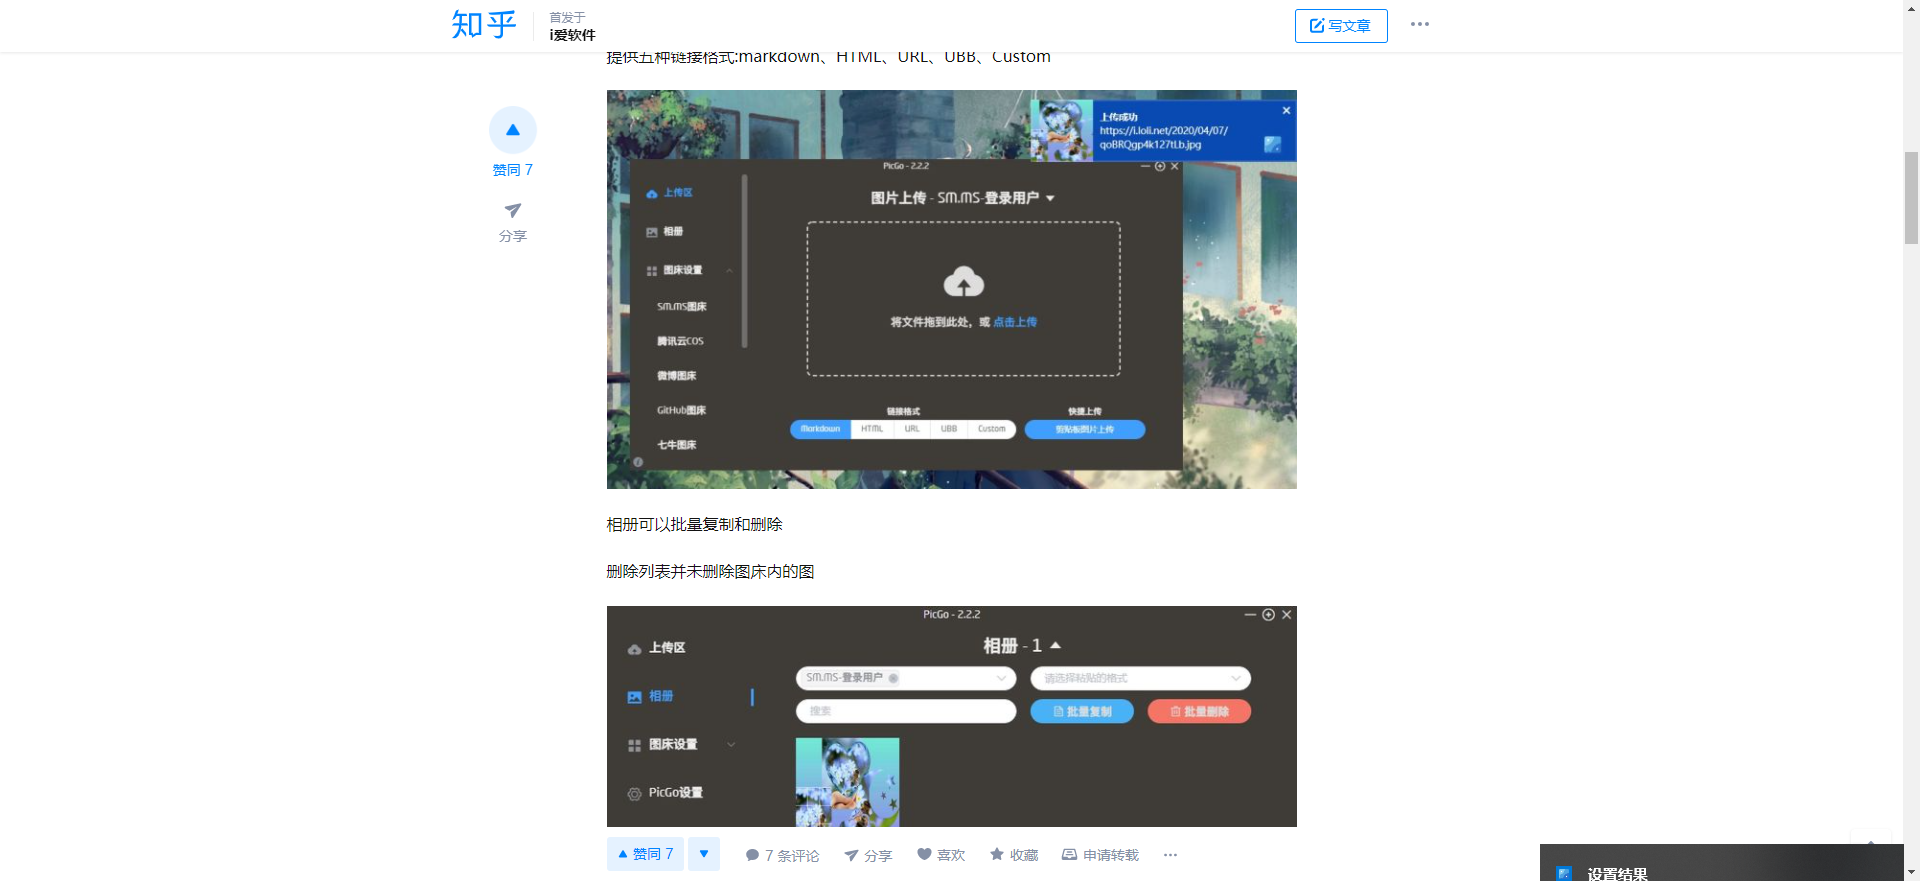 知乎
首发于
i爱软件
写文章
提供五种链接格式:markdown、HTML、URL、UBB、Custom
赞同 7
分享
上传成功
https://i.loli.net/2020/04/07/
qoBRQgp4k127tLb.jpg
PicGo - 2.2.2
上传区
相册
图床设置
SM.MS图床
腾讯云COS
微博图床
GitHub图床
七牛图床
图片上传 - SM.MS-登录用户
将文件拖到此处，或 点击上传
链接格式
快捷上传
Markdown
HTML
URL
UBB
Custom
剪贴板图片上传
相册可以批量复制和删除
删除列表并未删除图床内的图
PicGo - 2.2.2
上传区
相册
图床设置
PicGo设置
相册 - 1
SM.MS-登录用户
请选择粘贴的格式
搜索
批量复制
批量删除
赞同 7
7 条评论
分享
喜欢
收藏
申请转载
设置结果